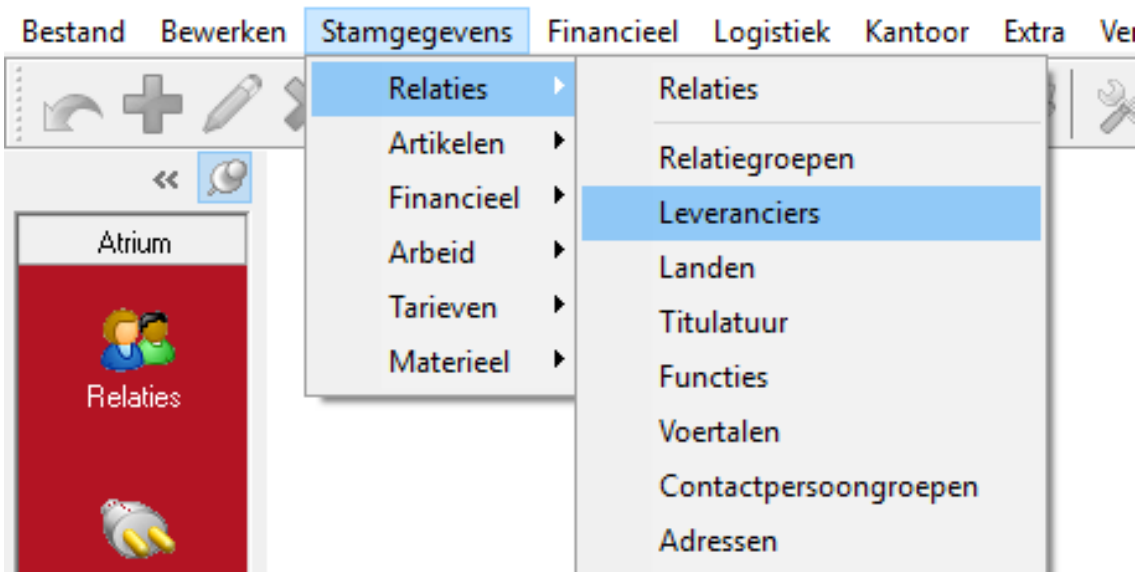 Bestand Bewerken Stamgegevens Financieel Logistiek Kantoor Extra
Relaties
Artikelen
Financieel
Arbeid
Tarieven
Materieel
Relaties
Relatiegroepen
Leveranciers
Landen
Titulatuur
Functies
Voertalen
Contactpersoongroepen
Adressen
Atrium
Relaties